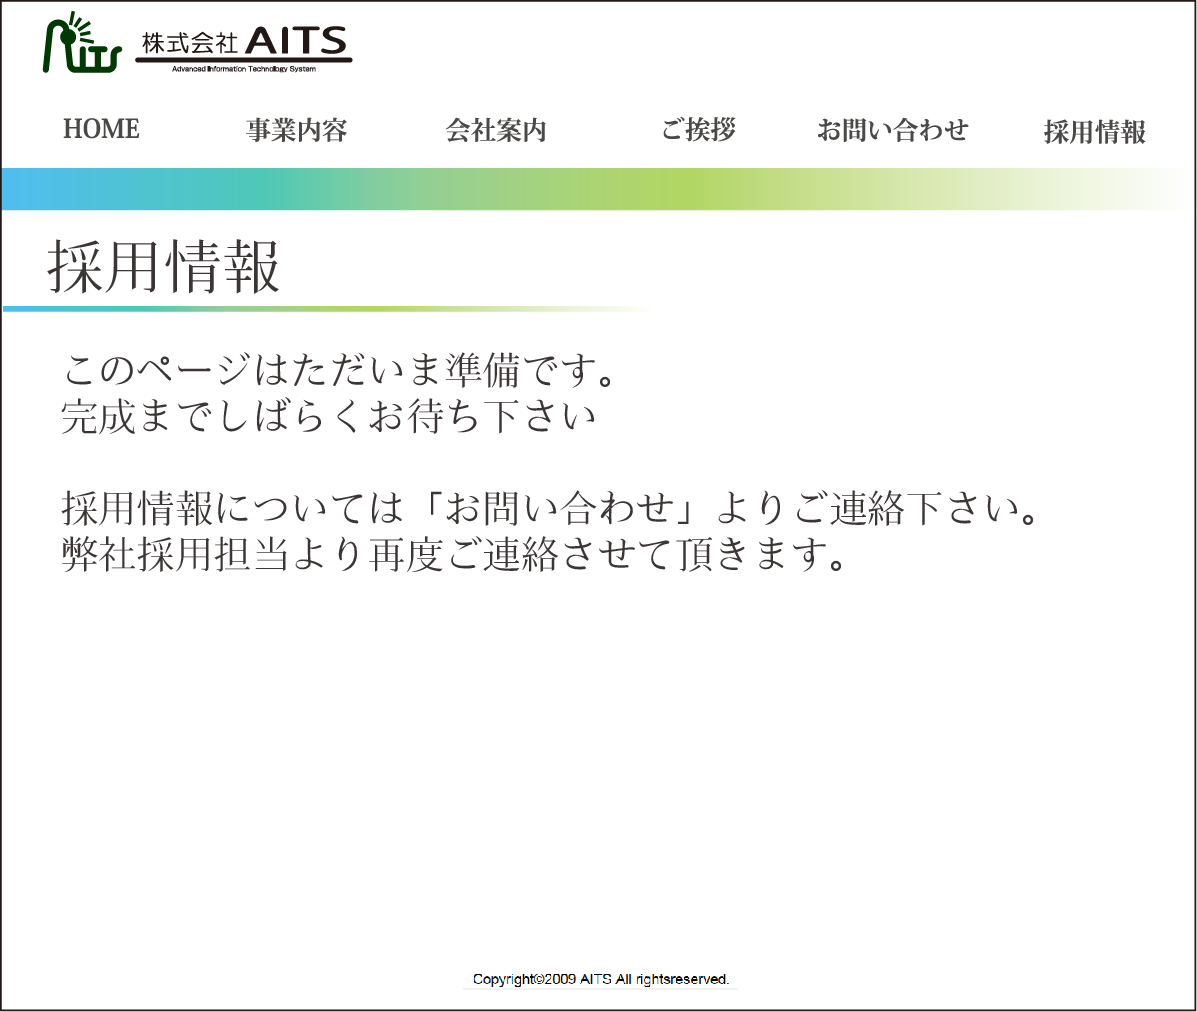 AITS
株式会社 AITS
Advanced Information Technology System
HOME
事業内容
会社案内
ご挨拶
お問い合わせ
採用情報
採用情報
このページはただいま準備です。
完成までしばらくお待ち下さい
採用情報については「お問い合わせ」よりご連絡下さい。
弊社採用担当より再度ご連絡させて頂きます。
Copyright©2009 AITS All rightsreserved.